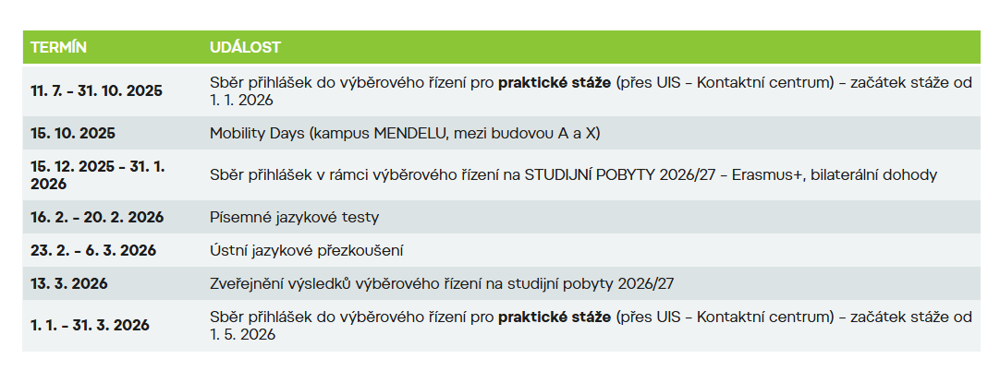 TERMÍN UDÁLOST
11. 7. – 31. 10. 2025 Sběr přihlášek do výběrového řízení pro praktické stáže (přes UIS – Kontaktní centrum) – začátek stáže od
1. 1. 2026
15. 10. 2025 Mobility Days (kampus MENDELU, mezi budovou A a X)
15. 12. 2025 – 31. 1.
2026
Sběr přihlášek v rámci výběrového řízení na STUDIJNÍ POBYTY 2026/27 – Erasmus+, bilaterální dohody
16. 2. – 20. 2. 2026 Písemné jazykové testy
23. 2. – 6. 3. 2026 Ústní jazykové přezkoušení
13. 3. 2026 Zveřejnění výsledků výběrového řízení na studijní pobyty 2026/27
1. 1. – 31. 3. 2026 Sběr přihlášek do výběrového řízení pro praktické stáže (přes UIS – Kontaktní centrum) – začátek stáže od
1. 5. 2026